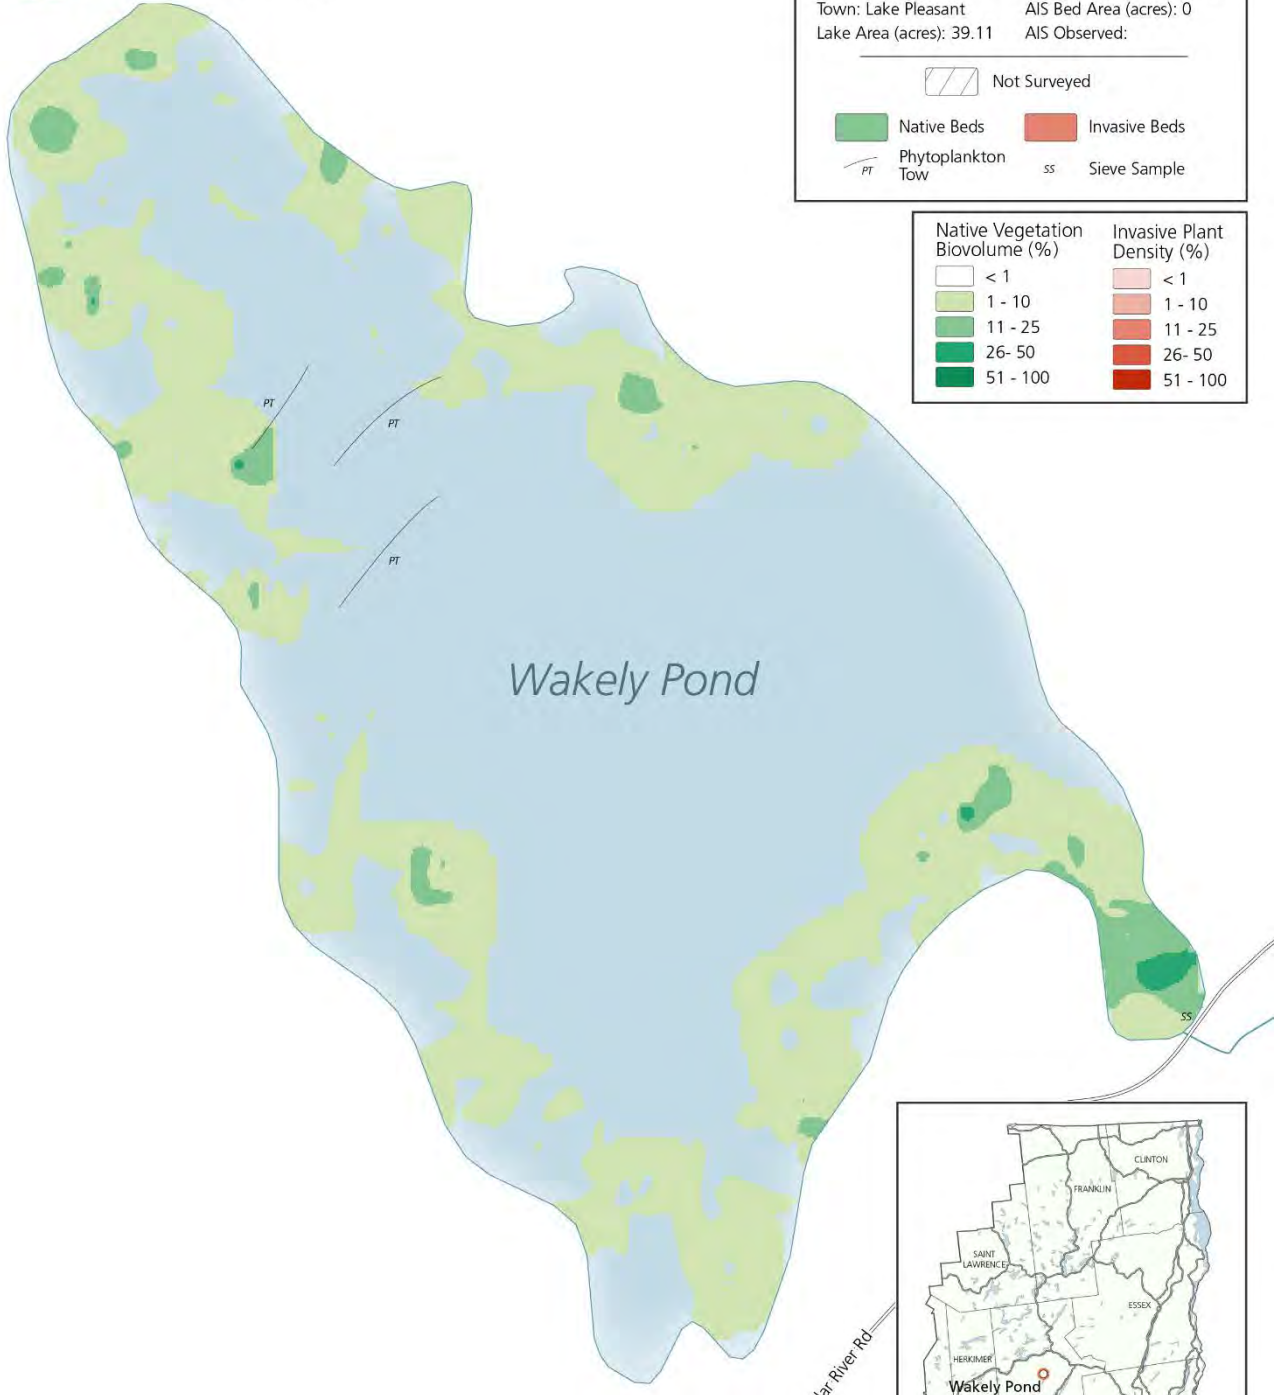 Town: Lake Pleasant
AIS Bed Area (acres): 0
Lake Area (acres): 39.11
AIS Observed:
Not Surveyed
Native Beds
Invasive Beds
PT
Phytoplankton
Tow
SS
Sieve Sample
Native Vegetation
Biovolume (%)
< 1
1 - 10
11 - 25
26- 50
51 - 100
Invasive Plant
Density (%)
< 1
1 - 10
11 - 25
26- 50
51 - 100
PT
PT
PT
Wakely Pond
SS
CLINTON
FRANKLIN
SAINT
LAWRENCE
ESSEX
HERKIMER
Wakely Pond
River Rd